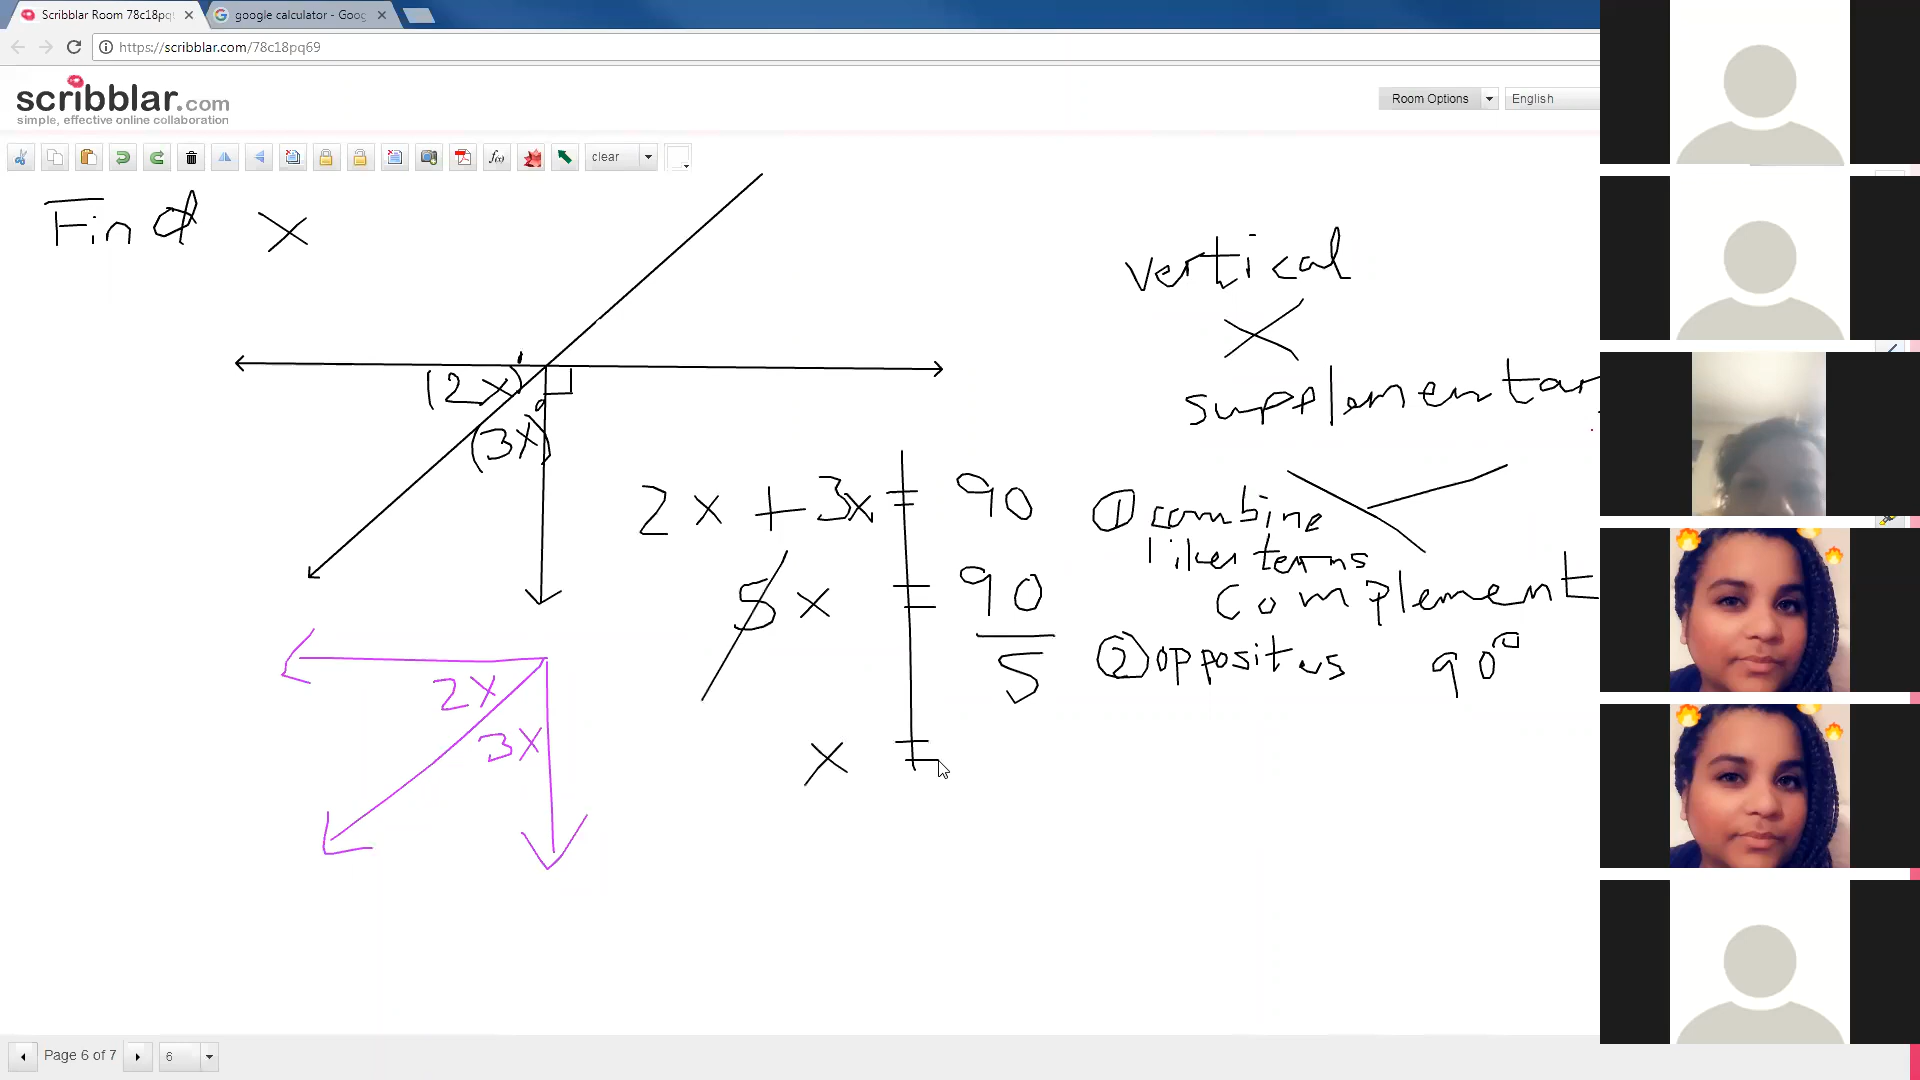 Scribblar Room 78c18pq
google calculator - Goog
https://scribblar.com/78c18pq69
scribblar.com
simple, effective online collaboration
Room Options
English
f(x)
clear
Find x
vertical
(2x)°
supplementar
(3x)°
2x + 3x = 90
① combine
like terms
5x = 90
5
complement
② opposites
90°
2x
3x
x =
Page 6 of 7
6